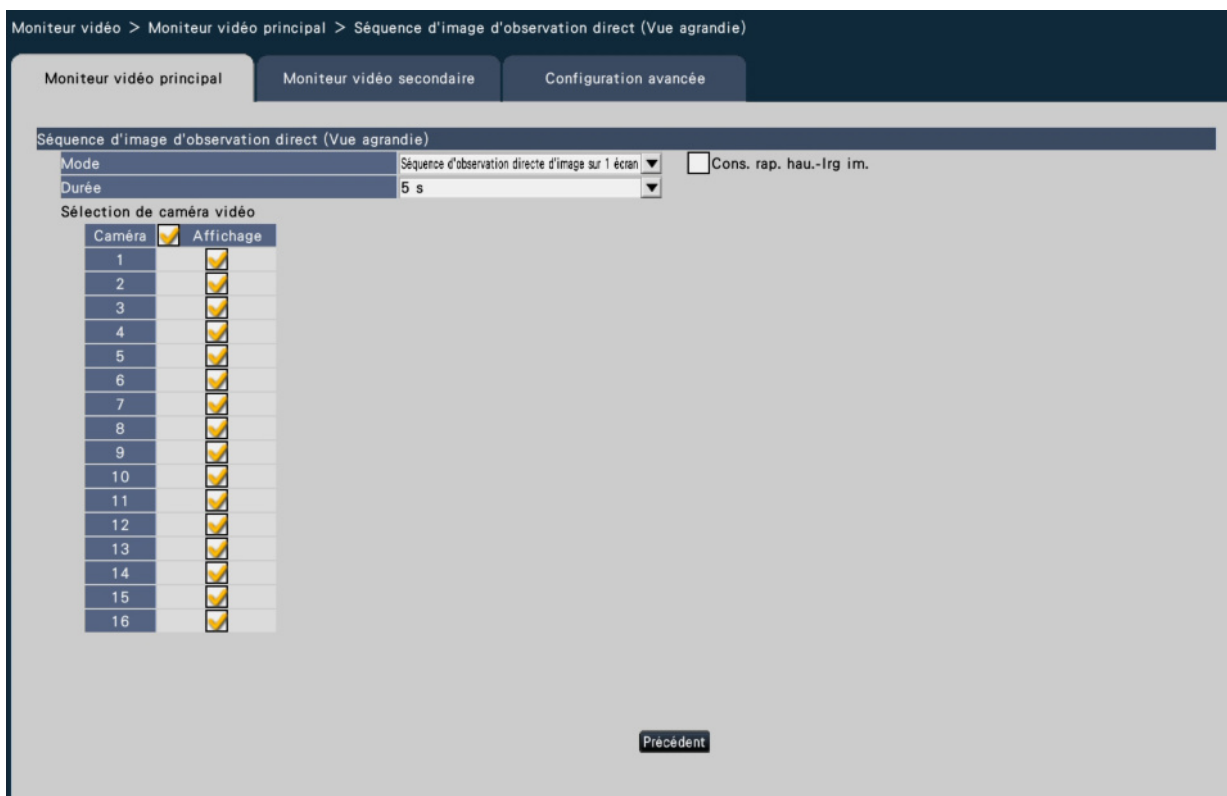 Moniteur vidéo > Moniteur vidéo principal > Séquence d'image d'observation direct (Vue agrandie)
Moniteur vidéo principal Moniteur vidéo secondaire Configuration avancée
Séquence d'image d'observation direct (Vue agrandie)
Mode Séquence d'observation directe d'image sur 1 écran Cons. rap. hau.-lrg im.
Durée 5 s
Sélection de caméra vidéo
Caméra Affichage
1
2
3
4
5
6
7
8
9
10
11
12
13
14
15
16
Précédent